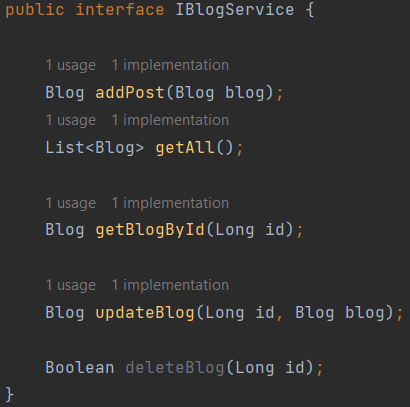 public interface IBlogService {
1 usage 1 implementation
Blog addPost(Blog blog);
1 usage 1 implementation
List<Blog> getAll();
1 usage 1 implementation
Blog getBlogById(Long id);
1 usage 1 implementation
Blog updateBlog(Long id, Blog blog);
Boolean deleteBlog(Long id);
}